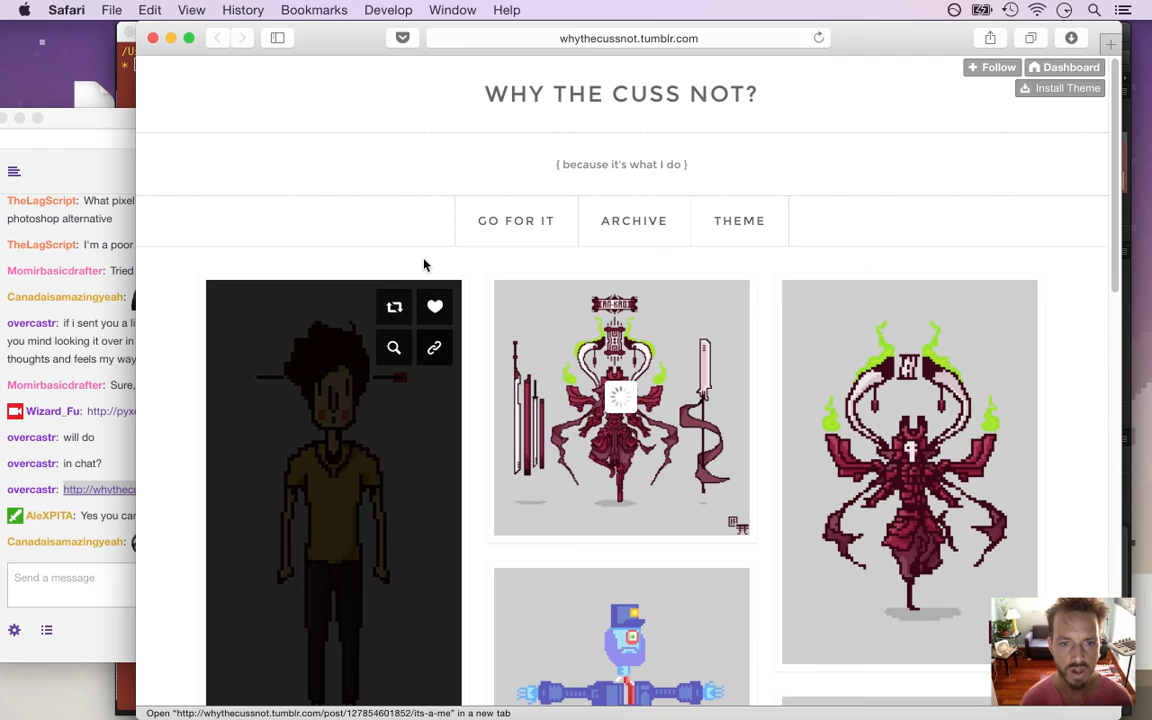 Safari File Edit View History Bookmarks Develop Window Help
whythecussnot.tumblr.com
Follow Dashboard
Install Theme
WHY THE CUSS NOT?
{ because it's what I do }
GO FOR IT ARCHIVE THEME
TheLagScript: What pixel
photoshop alternative
TheLagScript: I'm a poor
Momirbasicdrafter: Tried
Canadaisamazingyeah:
overcastr: if i sent you a li
you mind looking it over in
thoughts and feels my way
Momirbasicdrafter: Sure,
Wizard_Fu: http://pyx
overcastr: will do
overcastr: in chat?
overcastr: http://whythecu
AleXPITA: Yes you can
Canadaisamazingyeah:
Send a message
Open "http://whythecussnot.tumblr.com/post/127854601852/its-a-me" in a new tab